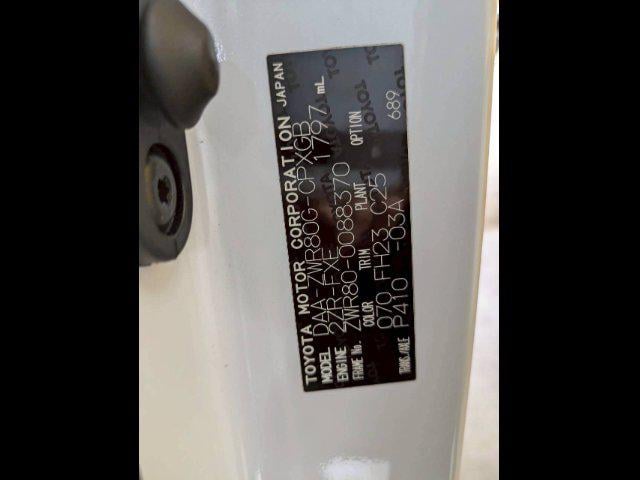 TOYOTA MOTOR CORPORATION JAPAN
MODEL DAA-ZWR80G-CPXGB
ENGINE 2ZR-FXE 1797 mL
FRAME No. ZWR80-0088370
COLOR TRIM PLANT OPTION
070 FH23 C25 689
TRANS./AXLE P410 -03A